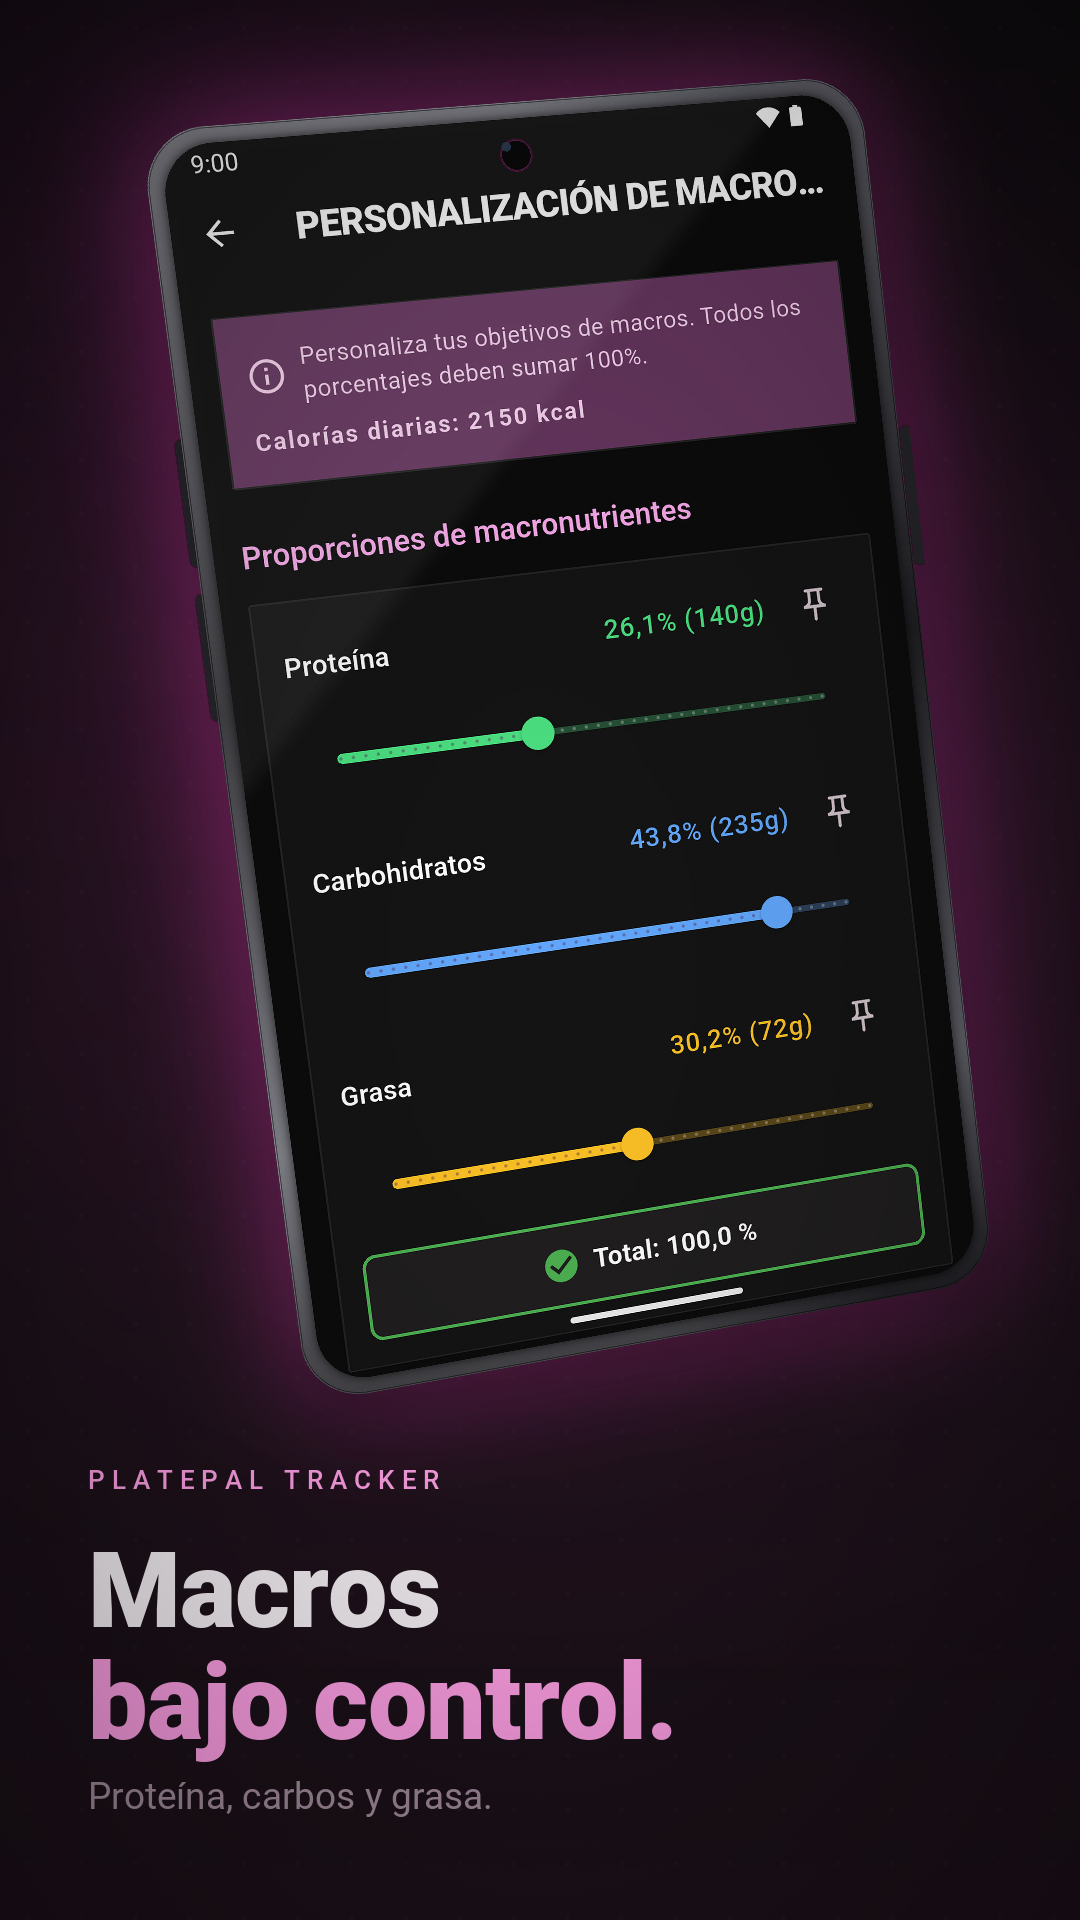 9:00
PERSONALIZACIÓN DE MACRO...
Personaliza tus objetivos de macros. Todos los
porcentajes deben sumar 100%.
Calorías diarias: 2150 kcal
Proporciones de macronutrientes
Proteína 26,1% (140g)
Carbohidratos 43,8% (235g)
Grasa 30,2% (72g)
Total: 100,0 %
PLATEPAL TRACKER
Macros
bajo control.
Proteína, carbos y grasa.